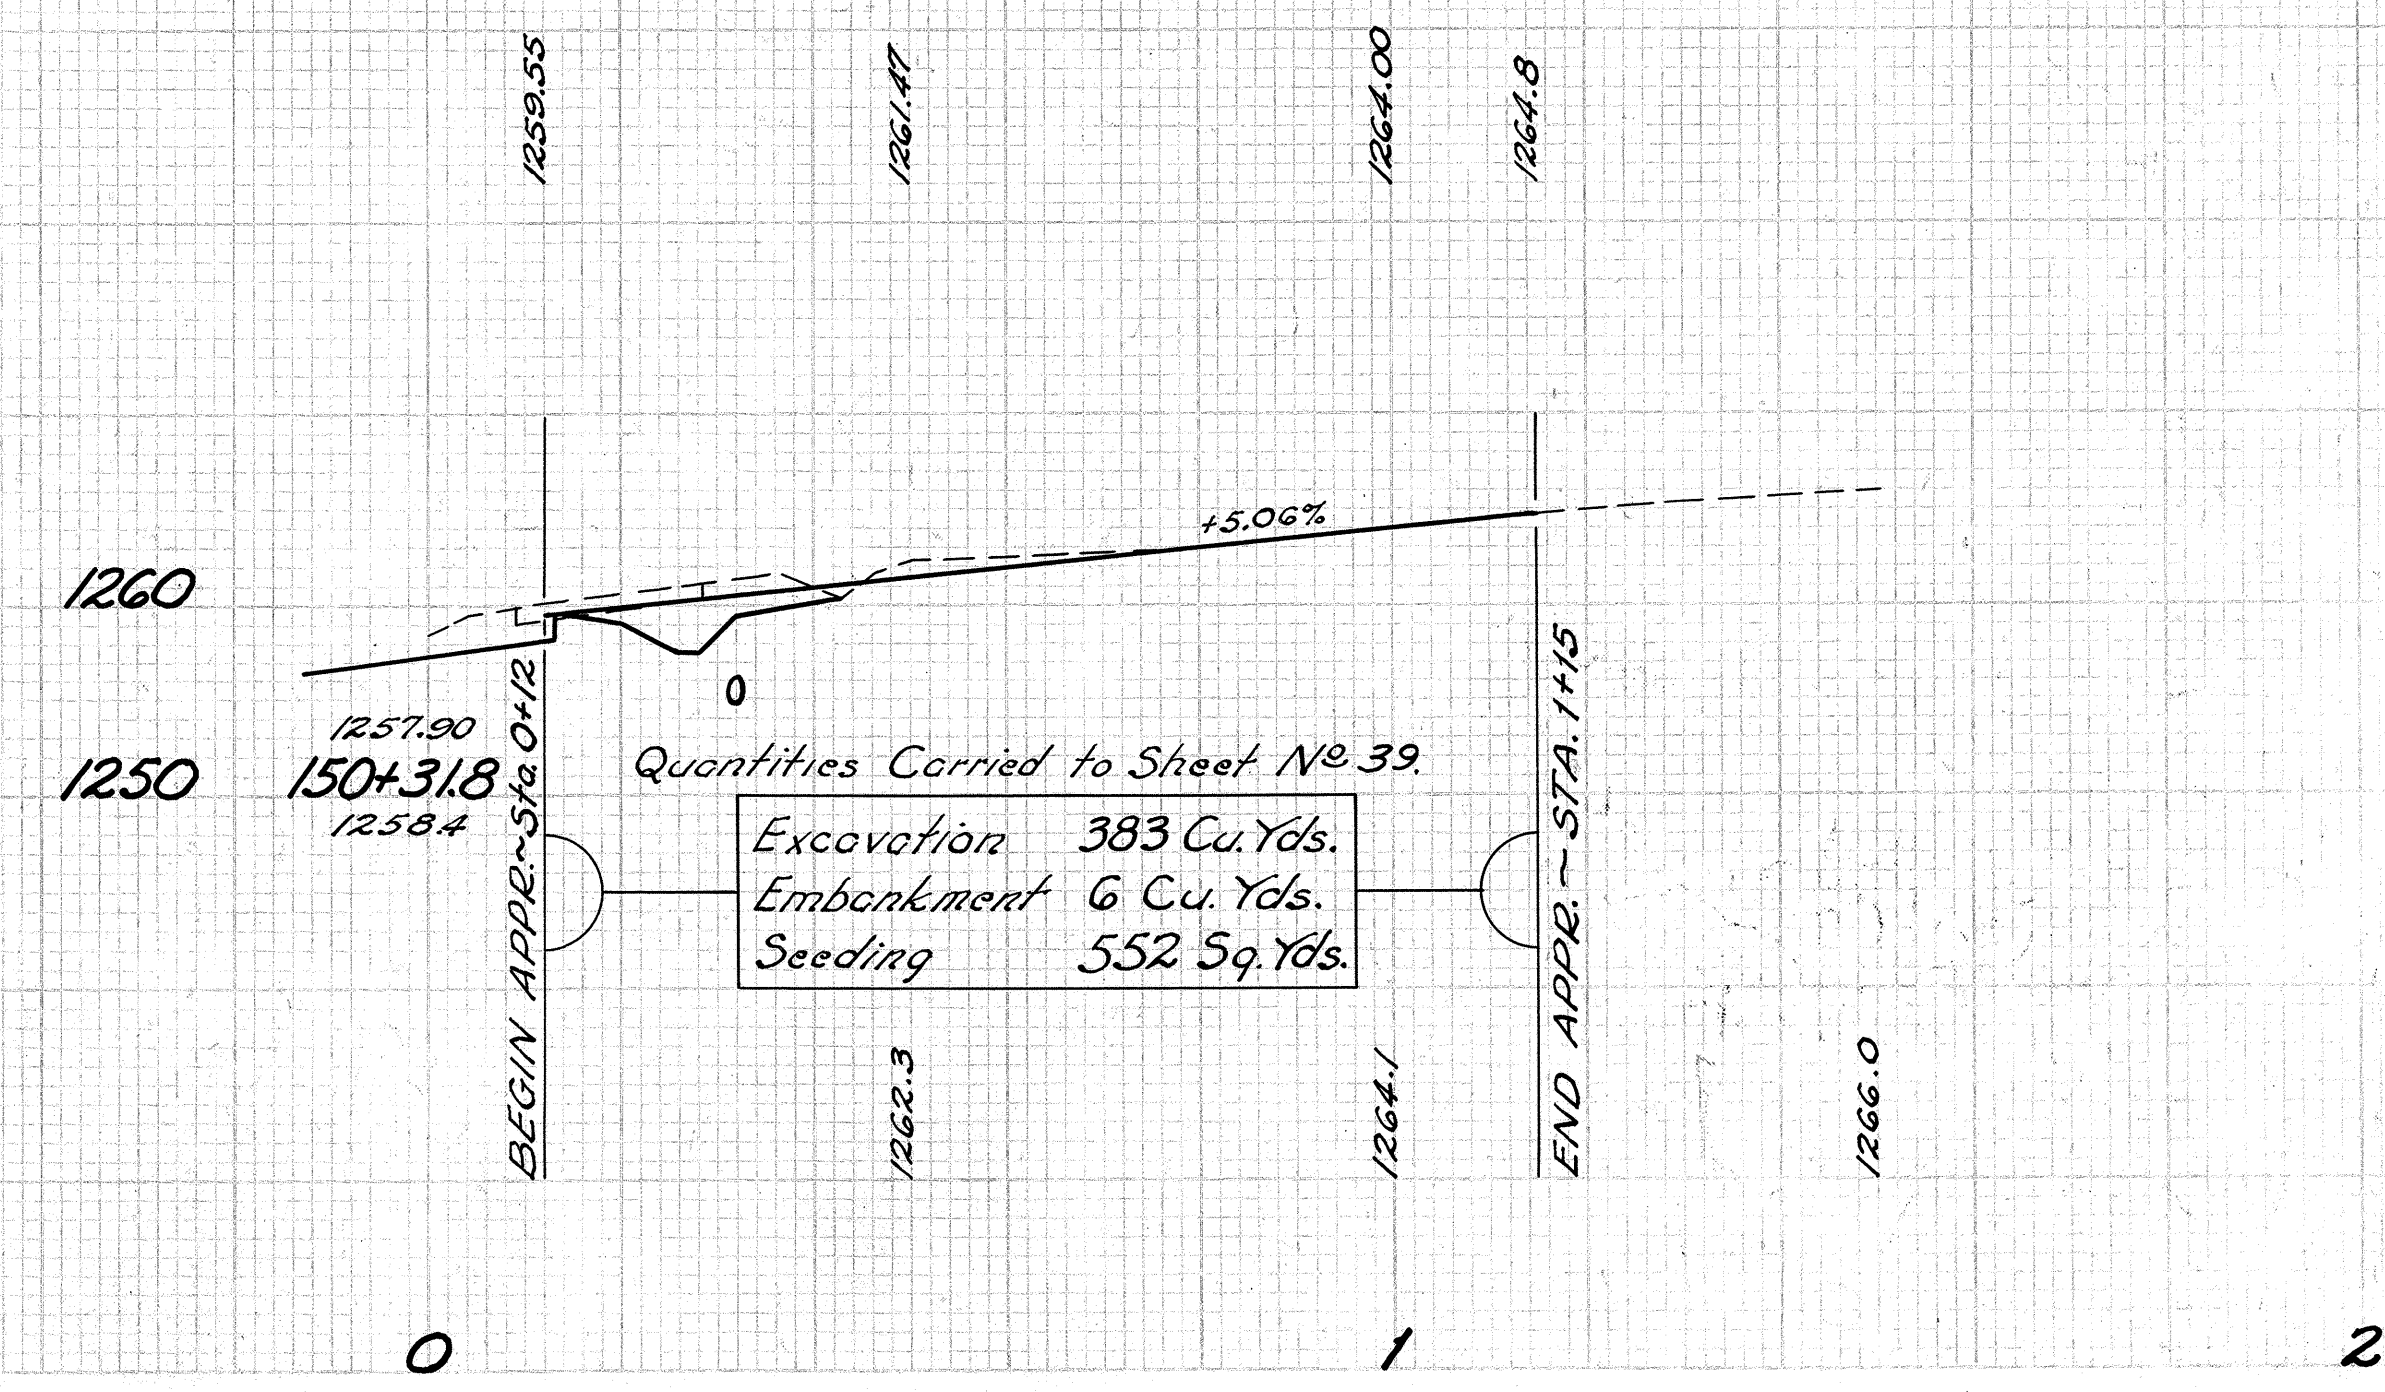 1259.55
1261.47
1264.00
1264.8
+5.06%
1260
0
1257.90
1250
150+31.8
1258.4
BEGIN APPR.~Sta. 0+12
Quantities Carried to Sheet No 39.
Excavation 383 Cu. Yds.
Embankment 6 Cu. Yds.
Seeding 552 Sq. Yds.
END APPR. ~ STA. 1+15
1262.3
1264.1
1266.0
0
1
2